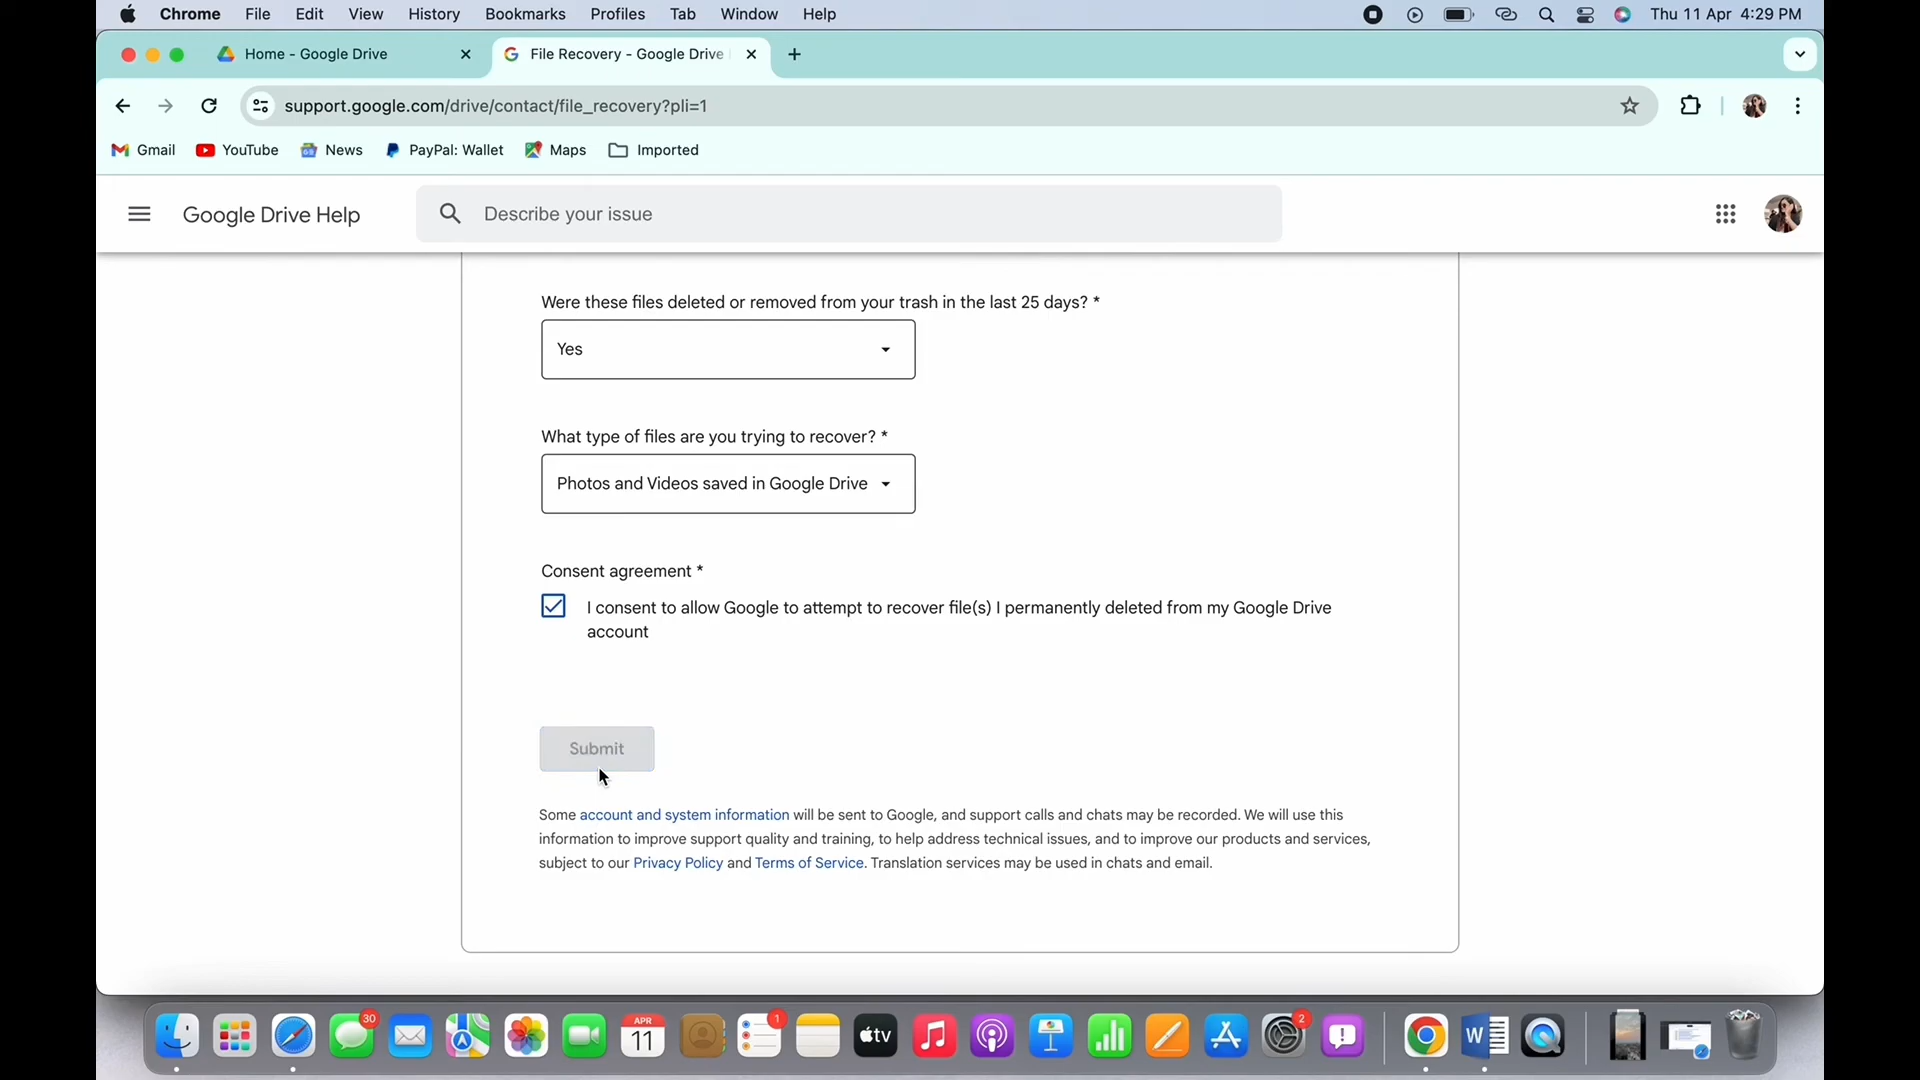 Chrome File Edit View History Bookmarks Profiles Tab Window Help Thu 11 Apr 4:29 PM
Home - Google Drive File Recovery - Google Drive
support.google.com/drive/contact/file_recovery?pli=1
Gmail YouTube News PayPal: Wallet Maps Imported
Google Drive Help Describe your issue
Were these files deleted or removed from your trash in the last 25 days? *
Yes
What type of files are you trying to recover? *
Photos and Videos saved in Google Drive
Consent agreement *
I consent to allow Google to attempt to recover file(s) I permanently deleted from my Google Drive
account
Submit
Some account and system information will be sent to Google, and support calls and chats may be recorded. We will use this
information to improve support quality and training, to help address technical issues, and to improve our products and services,
subject to our Privacy Policy and Terms of Service. Translation services may be used in chats and email.
30 APR 11 1 tv 2 W